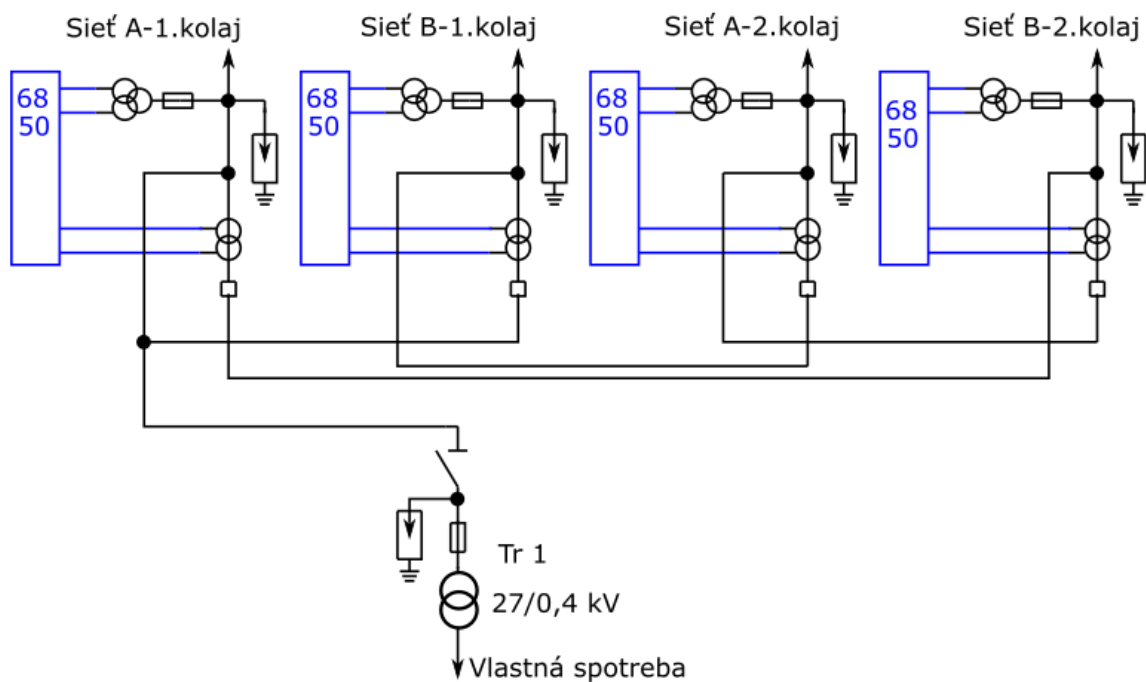 Sieť A-1.kolaj
Sieť B-1.kolaj
Sieť A-2.kolaj
Sieť B-2.kolaj
68
50
68
50
68
50
68
50
Tr 1
27/0,4 kV
Vlastná spotreba